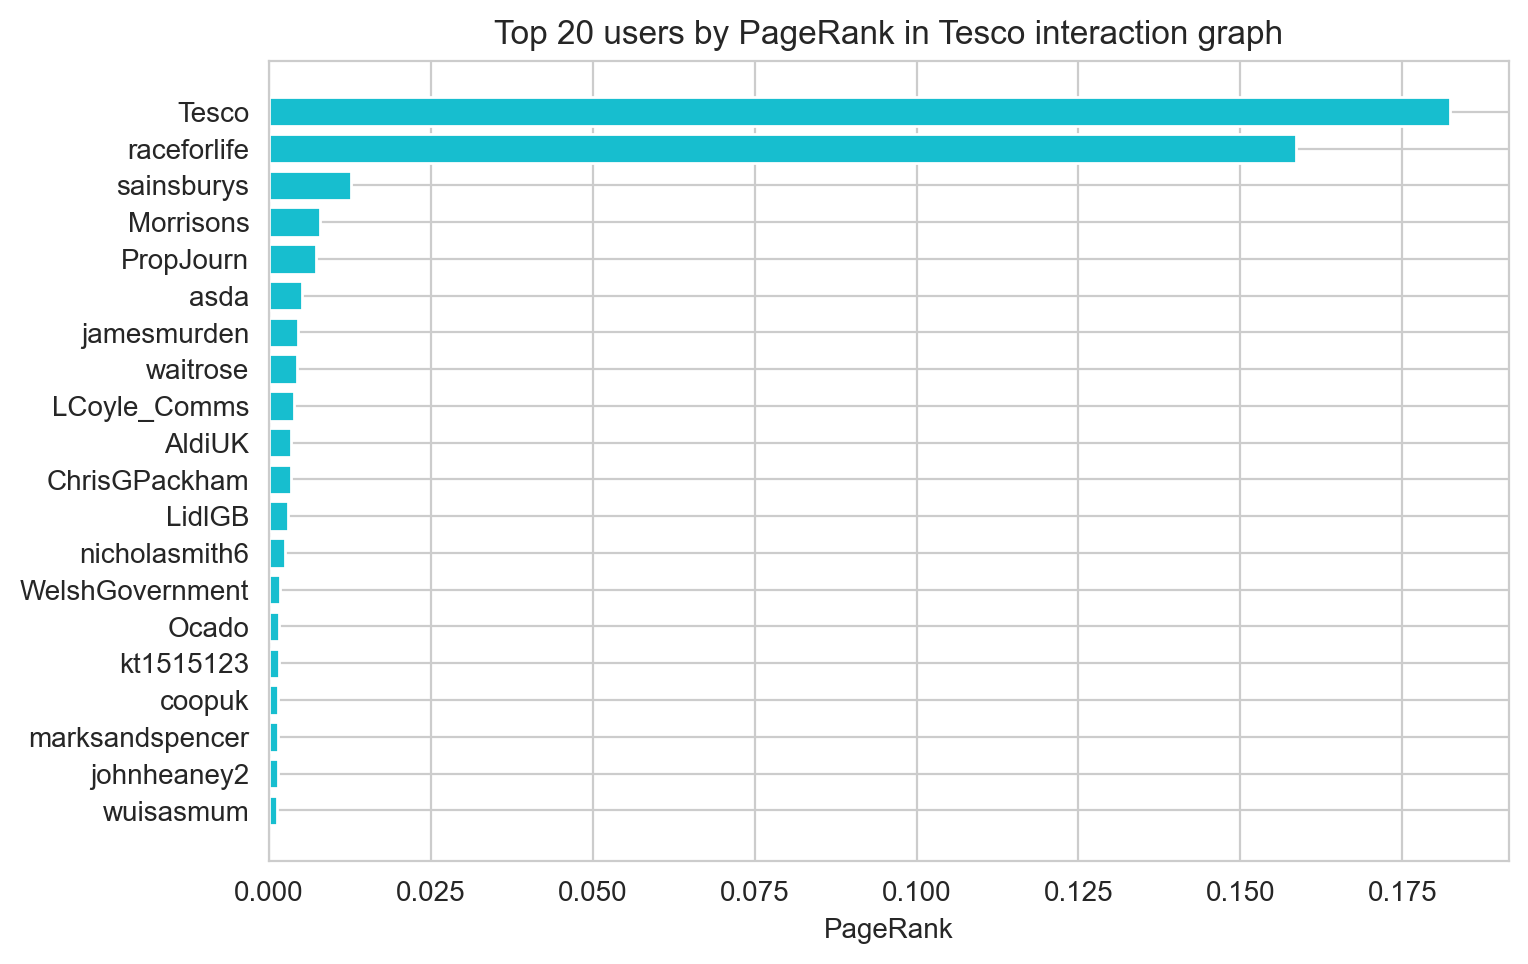 Top 20 users by PageRank in Tesco interaction graph
Tesco
raceforlife
sainsburys
Morrisons
PropJourn
asda
jamesmurden
waitrose
LCoyle_Comms
AldiUK
ChrisGPackham
LidlGB
nicholasmith6
WelshGovernment
Ocado
kt1515123
coopuk
marksandspencer
johnheaney2
wuisasmum
0.000 0.025 0.050 0.075 0.100 0.125 0.150 0.175
PageRank